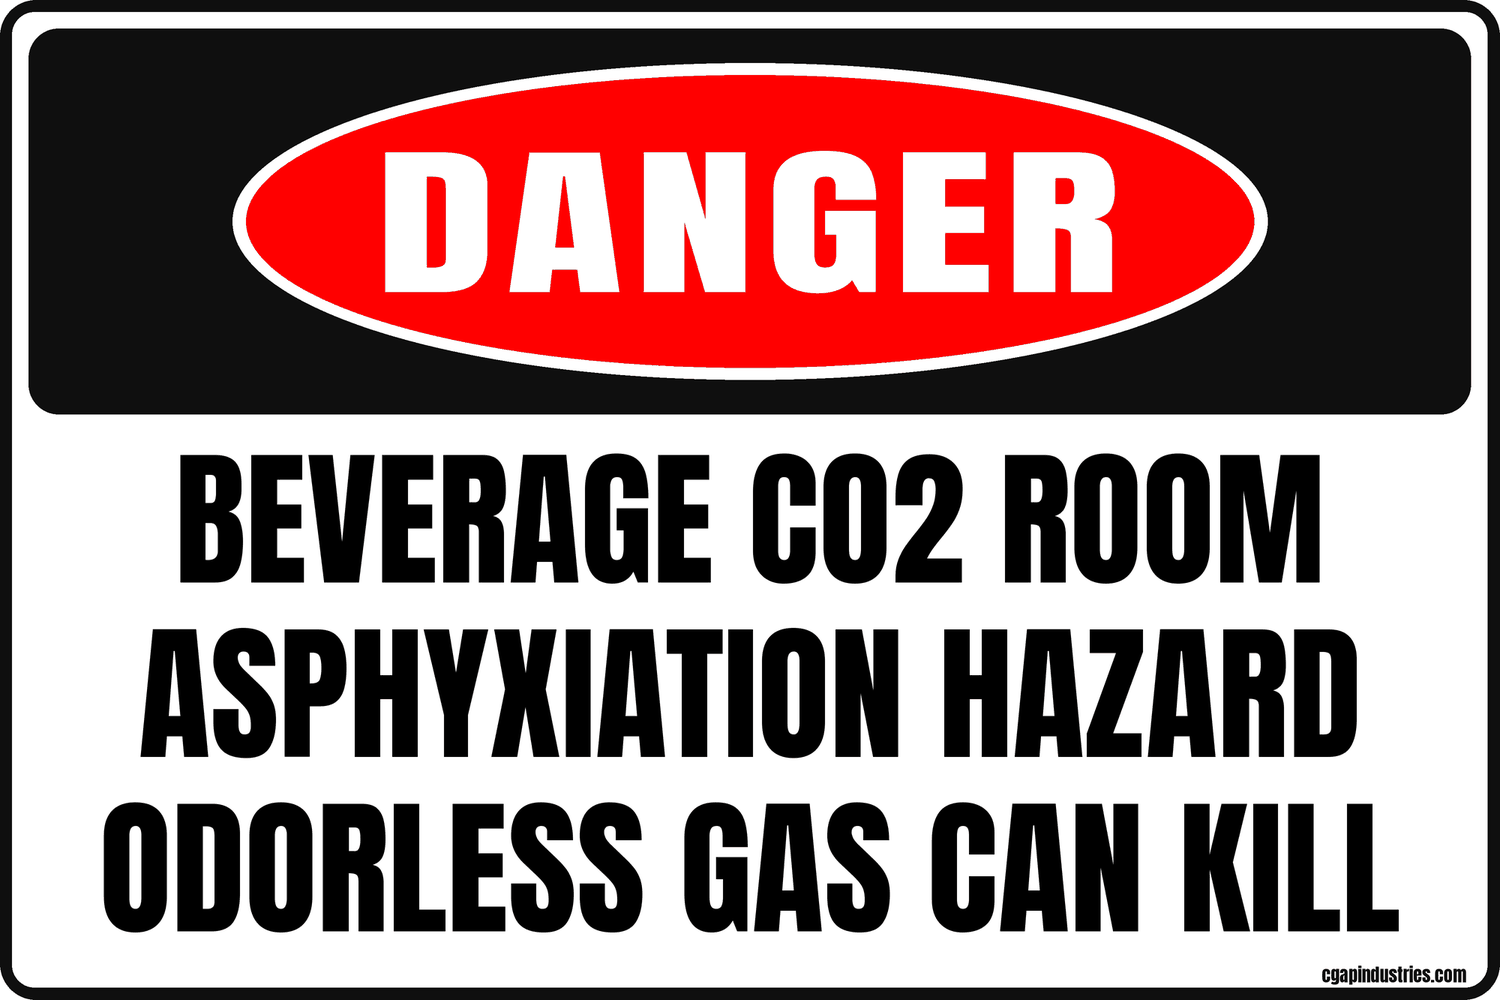 DANGER
BEVERAGE CO2 ROOM
ASPHYXIATION HAZARD
ODORLESS GAS CAN KILL
cgapindustries.com